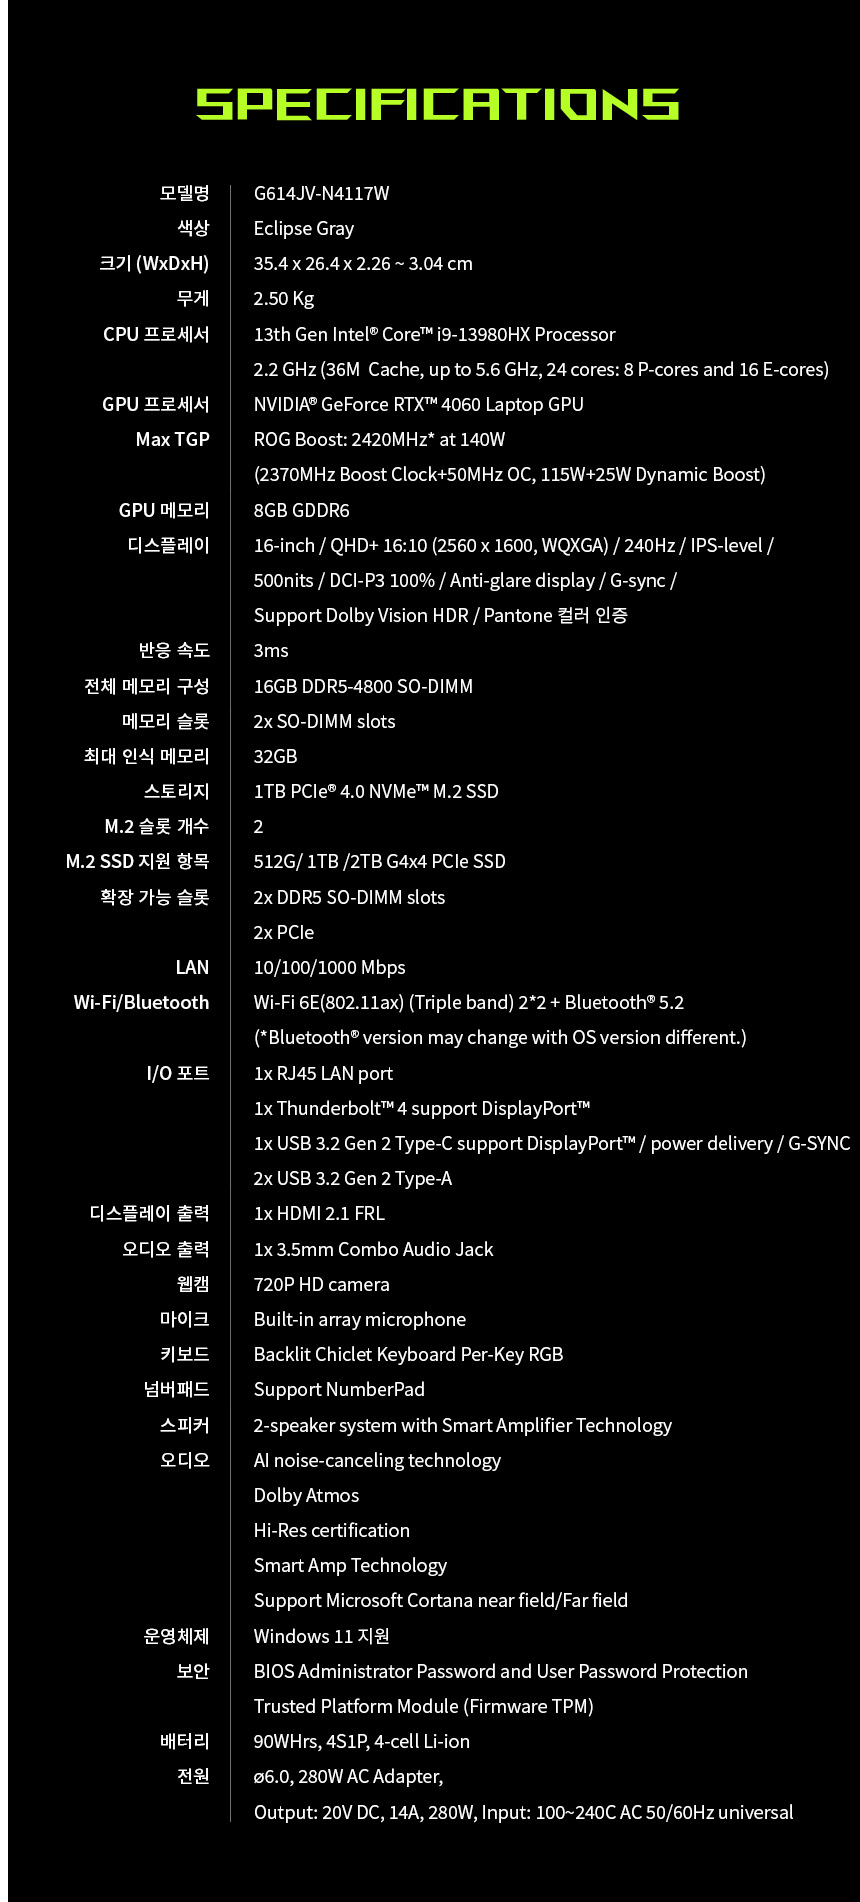 SPECIFICATIONS
모델명 G614JV-N4117W
색상 Eclipse Gray
크기 (WxDxH) 35.4 x 26.4 x 2.26 ~ 3.04 cm
무게 2.50 Kg
CPU 프로세서 13th Gen Intel® Core™ i9-13980HX Processor
2.2 GHz (36M  Cache, up to 5.6 GHz, 24 cores: 8 P-cores and 16 E-cores)
GPU 프로세서 NVIDIA® GeForce RTX™ 4060 Laptop GPU
Max TGP ROG Boost: 2420MHz* at 140W
(2370MHz Boost Clock+50MHz OC, 115W+25W Dynamic Boost)
GPU 메모리 8GB GDDR6
디스플레이 16-inch / QHD+ 16:10 (2560 x 1600, WQXGA) / 240Hz / IPS-level /
500nits / DCI-P3 100% / Anti-glare display / G-sync /
Support Dolby Vision HDR / Pantone 컬러 인증
반응 속도 3ms
전체 메모리 구성 16GB DDR5-4800 SO-DIMM
메모리 슬롯 2x SO-DIMM slots
최대 인식 메모리 32GB
스토리지 1TB PCIe® 4.0 NVMe™ M.2 SSD
M.2 슬롯 개수 2
M.2 SSD 지원 항목 512G/ 1TB /2TB G4x4 PCIe SSD
확장 가능 슬롯 2x DDR5 SO-DIMM slots
2x PCIe
LAN 10/100/1000 Mbps
Wi-Fi/Bluetooth Wi-Fi 6E(802.11ax) (Triple band) 2*2 + Bluetooth® 5.2
(*Bluetooth® version may change with OS version different.)
I/O 포트 1x RJ45 LAN port
1x Thunderbolt™ 4 support DisplayPort™
1x USB 3.2 Gen 2 Type-C support DisplayPort™ / power delivery / G-SYNC
2x USB 3.2 Gen 2 Type-A
디스플레이 출력 1x HDMI 2.1 FRL
오디오 출력 1x 3.5mm Combo Audio Jack
웹캠 720P HD camera
마이크 Built-in array microphone
키보드 Backlit Chiclet Keyboard Per-Key RGB
넘버패드 Support NumberPad
스피커 2-speaker system with Smart Amplifier Technology
오디오 AI noise-canceling technology
Dolby Atmos
Hi-Res certification
Smart Amp Technology
Support Microsoft Cortana near field/Far field
운영체제 Windows 11 지원
보안 BIOS Administrator Password and User Password Protection
Trusted Platform Module (Firmware TPM)
배터리 90WHrs, 4S1P, 4-cell Li-ion
전원 ø6.0, 280W AC Adapter,
Output: 20V DC, 14A, 280W, Input: 100~240C AC 50/60Hz universal